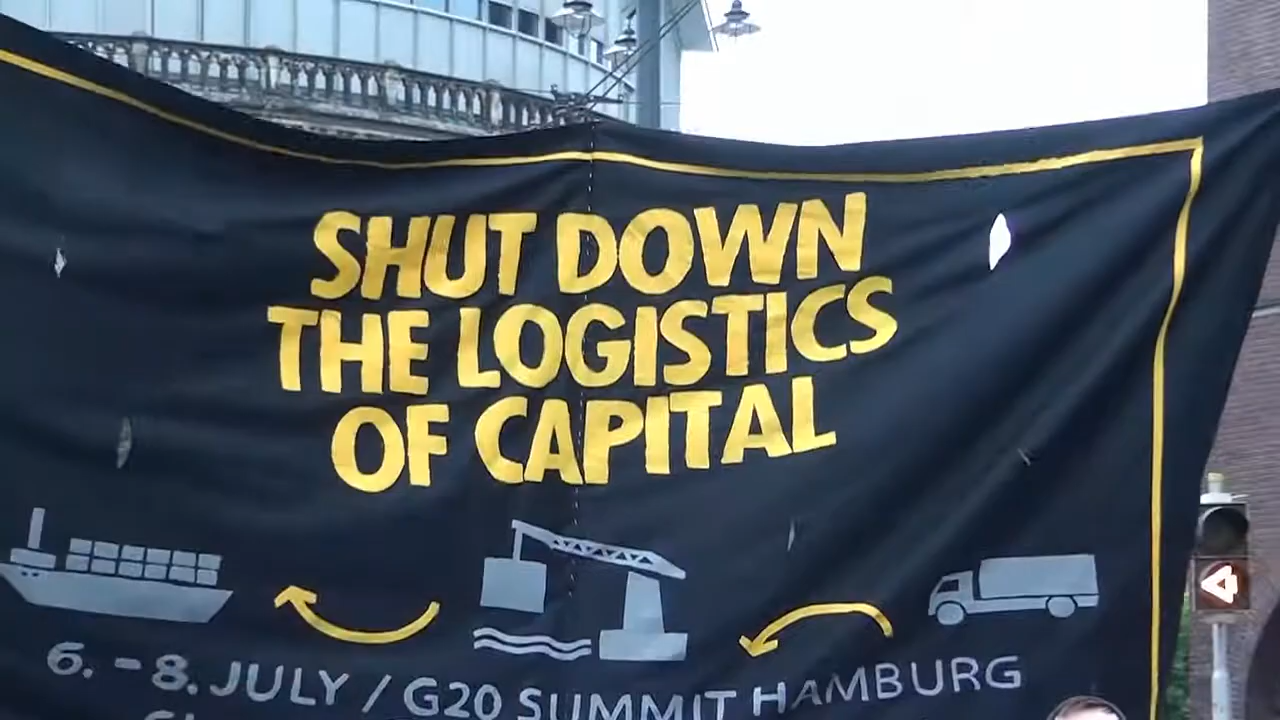 SHUT DOWN
THE LOGISTICS
OF CAPITAL
6. - 8. JULY / G20 SUMMIT HAMBURG